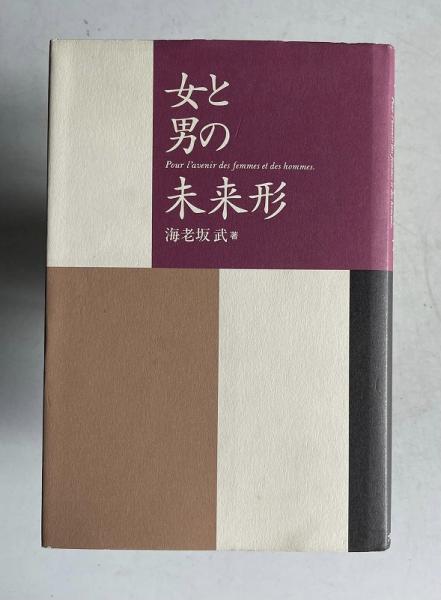 女と
男の
Pour l'avenir des femmes et des hommes.
未来形
海老坂 武 著